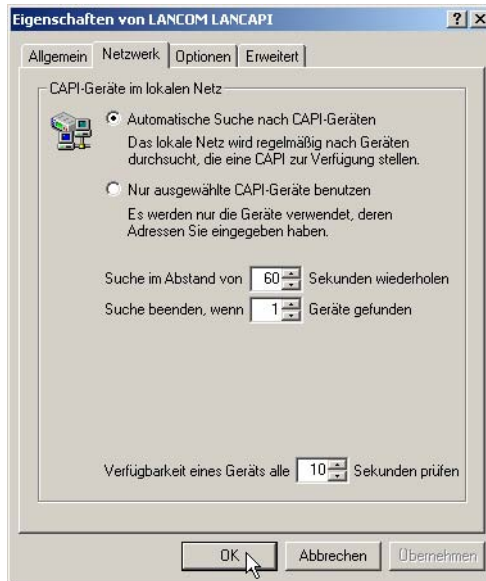 Eigenschaften von LANCOM LANCAPI
Allgemein Netzwerk Optionen Erweitert
CAPI-Geräte im lokalen Netz
Automatische Suche nach CAPI-Geräten
Das lokale Netz wird regelmäßig nach Geräten
durchsucht, die eine CAPI zur Verfügung stellen.
Nur ausgewählte CAPI-Geräte benutzen
Es werden nur die Geräte verwendet, deren
Adressen Sie eingegeben haben.
Suche im Abstand von 60 Sekunden wiederholen
Suche beenden, wenn 1 Geräte gefunden
Verfügbarkeit eines Geräts alle 10 Sekunden prüfen
OK Abbrechen Übernehmen